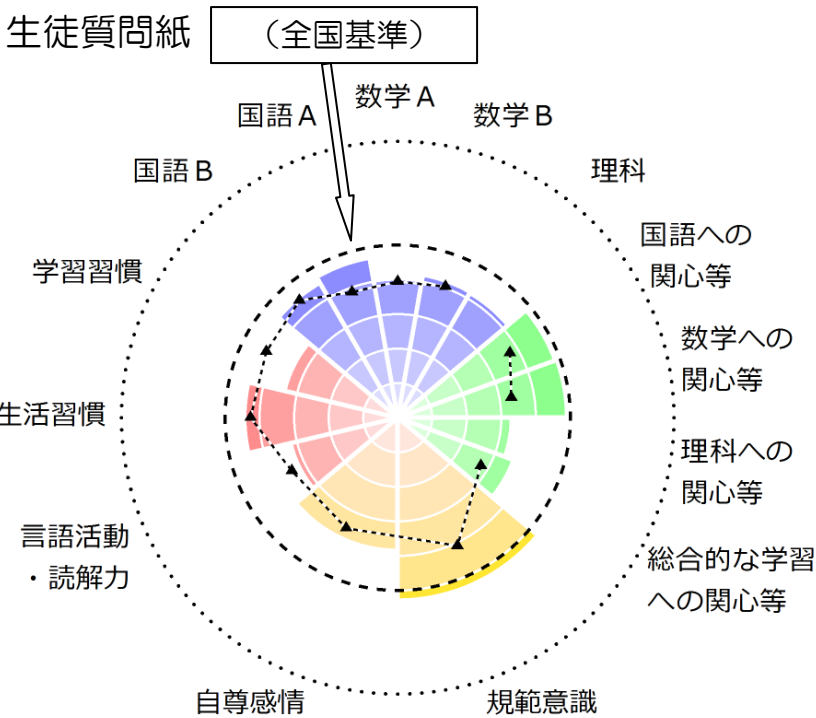 生徒質問紙
（全国基準）
数学Ａ
国語Ａ
数学Ｂ
国語Ｂ
理科
国語への
関心等
学習習慣
数学への
関心等
生活習慣
理科への
関心等
言語活動
・読解力
総合的な学習
への関心等
自尊感情
規範意識